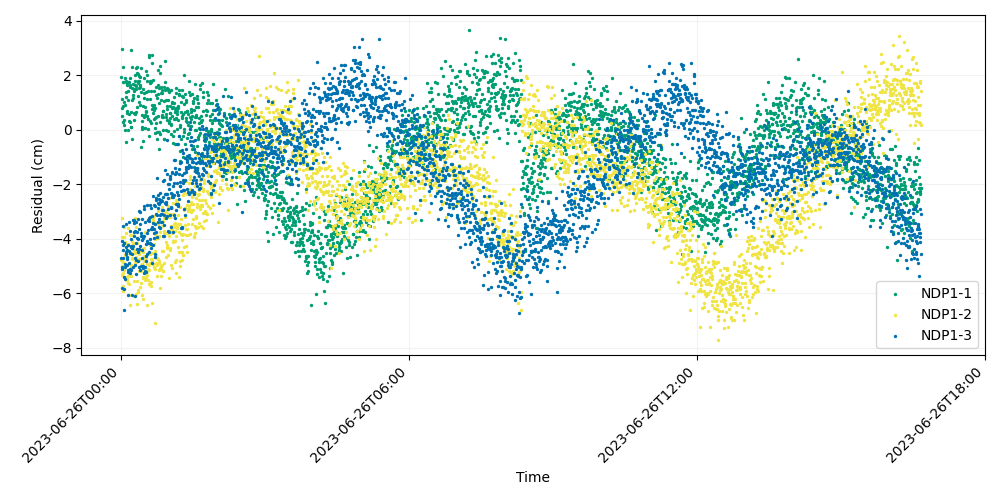 4
2
0
−2
−4
−6
−8
Residual (cm)
NDP1-1
NDP1-2
NDP1-3
2023-06-26T00:00
2023-06-26T06:00
2023-06-26T12:00
2023-06-26T18:00
Time